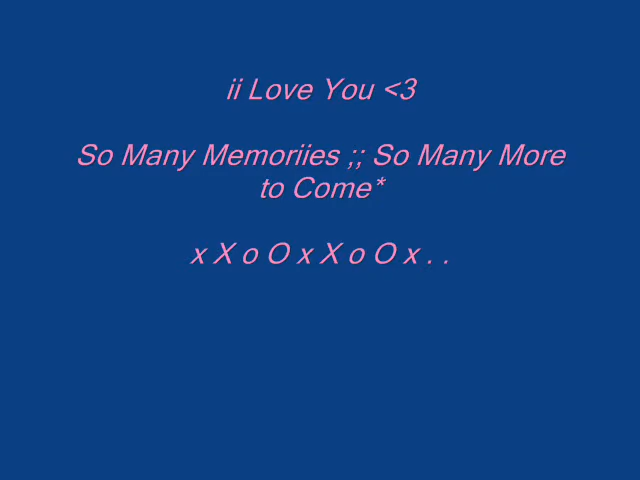 ii Love You <3
So Many Memoriies ;; So Many More
to Come*
x X o O x X o O x . .